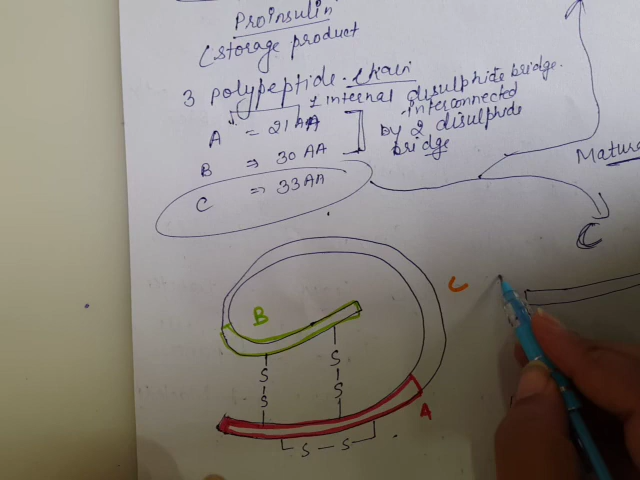 Proinsulin
(storage product
3 polypeptide chain
1 internal disulphide bridge.
A = 21 AA
interconnected
by 2 disulphide
bridge
B ⇒ 30 AA
C ⇒ 33 AA
C
B
C
S
S
S
S
A
S - S